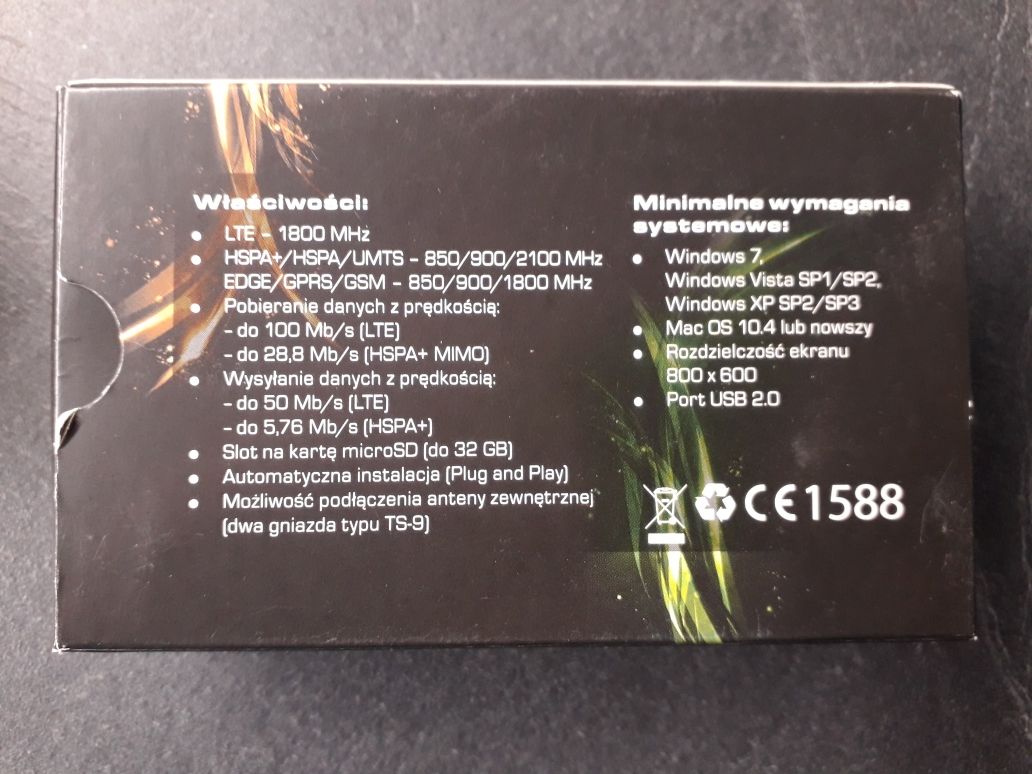 Właściwości:
• LTE – 1800 MHz
• HSPA+/HSPA/UMTS – 850/900/2100 MHz
EDGE/GPRS/GSM – 850/900/1800 MHz
• Pobieranie danych z prędkością:
– do 100 Mb/s (LTE)
– do 28,8 Mb/s (HSPA+ MIMO)
• Wysyłanie danych z prędkością:
– do 50 Mb/s (LTE)
– do 5,76 Mb/s (HSPA+)
• Slot na kartę microSD (do 32 GB)
• Automatyczna instalacja (Plug and Play)
• Możliwość podłączenia anteny zewnętrznej
(dwa gniazda typu TS-9)
Minimalne wymagania
systemowe:
• Windows 7,
Windows Vista SP1/SP2,
Windows XP SP2/SP3
• Mac OS 10.4 lub nowszy
• Rozdzielczość ekranu
800 x 600
• Port USB 2.0
CE1588